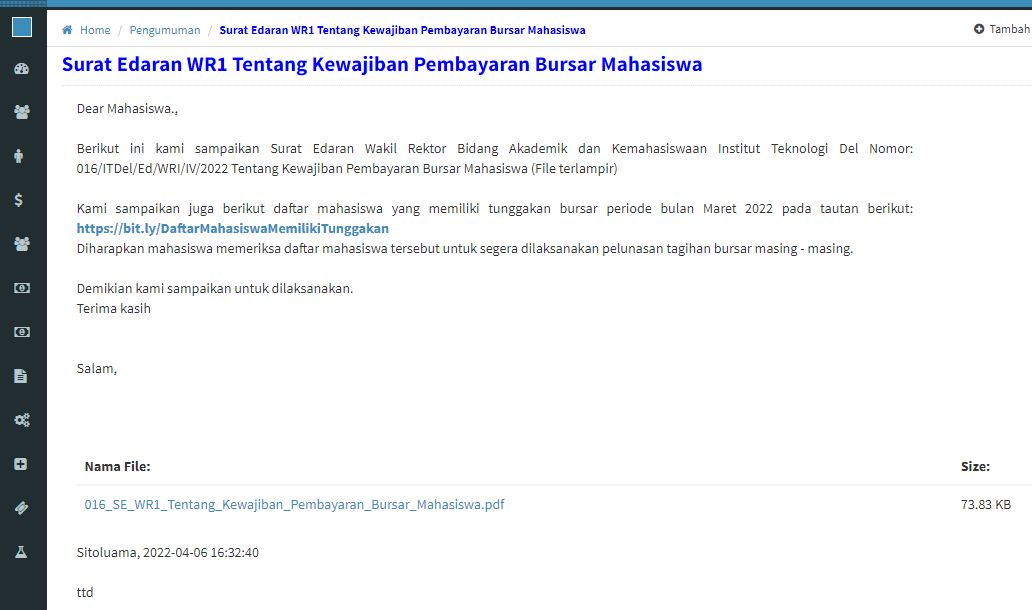 Home / Pengumuman / Surat Edaran WR1 Tentang Kewajiban Pembayaran Bursar Mahasiswa
Tambah
Surat Edaran WR1 Tentang Kewajiban Pembayaran Bursar Mahasiswa
Dear Mahasiswa.,
Berikut ini kami sampaikan Surat Edaran Wakil Rektor Bidang Akademik dan Kemahasiswaan Institut Teknologi Del Nomor:
016/ITDel/Ed/WRI/IV/2022 Tentang Kewajiban Pembayaran Bursar Mahasiswa (File terlampir)
Kami sampaikan juga berikut daftar mahasiswa yang memiliki tunggakan bursar periode bulan Maret 2022 pada tautan berikut:
https://bit.ly/DaftarMahasiswaMemilikiTunggakan
Diharapkan mahasiswa memeriksa daftar mahasiswa tersebut untuk segera dilaksanakan pelunasan tagihan bursar masing - masing.
Demikian kami sampaikan untuk dilaksanakan.
Terima kasih
Salam,
Nama File: Size:
016_SE_WR1_Tentang_Kewajiban_Pembayaran_Bursar_Mahasiswa.pdf 73.83 KB
Sitoluama, 2022-04-06 16:32:40
ttd